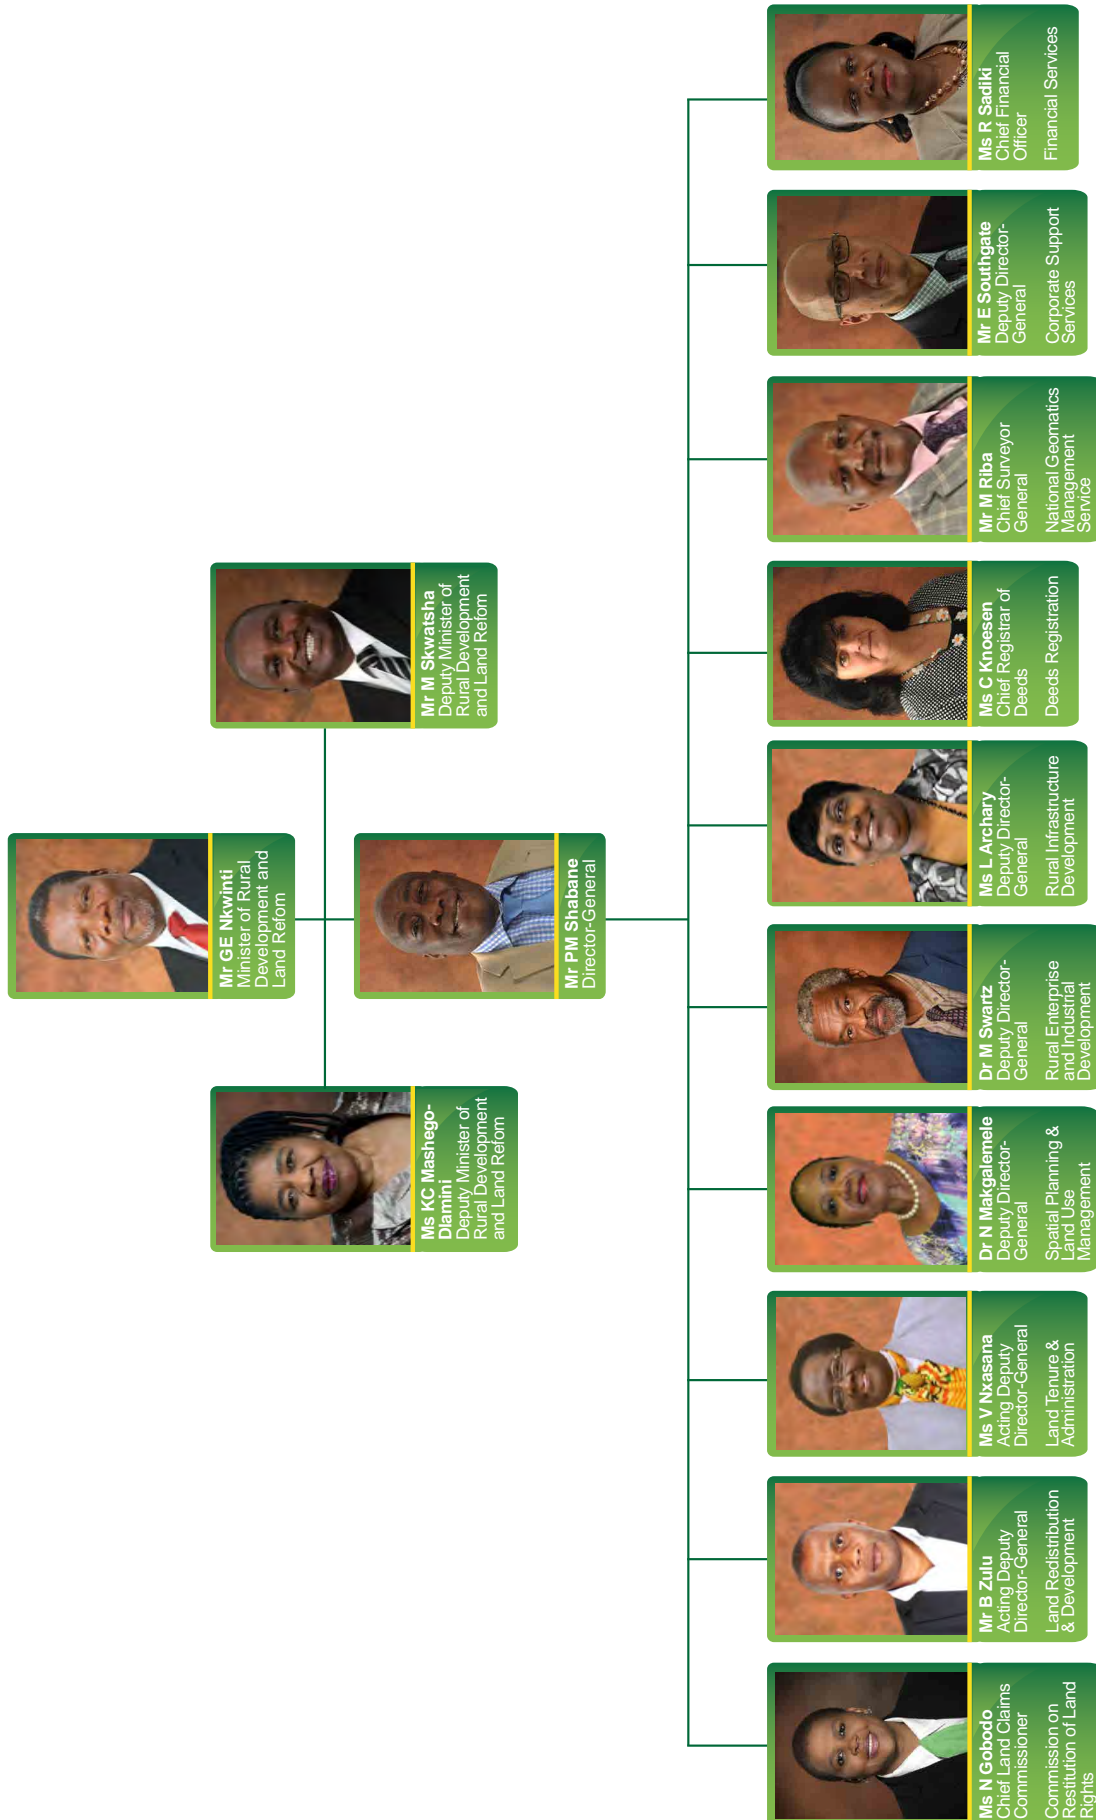 Mr GE Nkwinti
Minister of Rural
Development and
Land Refom
Ms KC Mashego-
Dlamini
Deputy Minister of
Rural Development
and Land Refom
Mr M Skwatsha
Deputy Minister of
Rural Development
and Land Refom
Mr PM Shabane
Director-General
Ms N Gobodo
Chief Land Claims
Commissioner
Commission on
Restitution of Land
Rights
Mr B Zulu
Acting Deputy
Director-General
Land Redistribution
& Development
Ms V Nxasana
Acting Deputy
Director-General
Land Tenure &
Administration
Dr N Makgalemele
Deputy Director-
General
Spatial Planning &
Land Use
Management
Dr M Swartz
Deputy Director-
General
Rural Enterprise
and Industrial
Development
Ms L Archary
Deputy Director-
General
Rural Infrastructure
Development
Ms C Knoesen
Chief Registrar of
Deeds
Deeds Registration
Mr M Riba
Chief Surveyor
General
National Geomatics
Management
Service
Mr E Southgate
Deputy Director-
General
Corporate Support
Services
Ms R Sadiki
Chief Financial
Officer
Financial Services